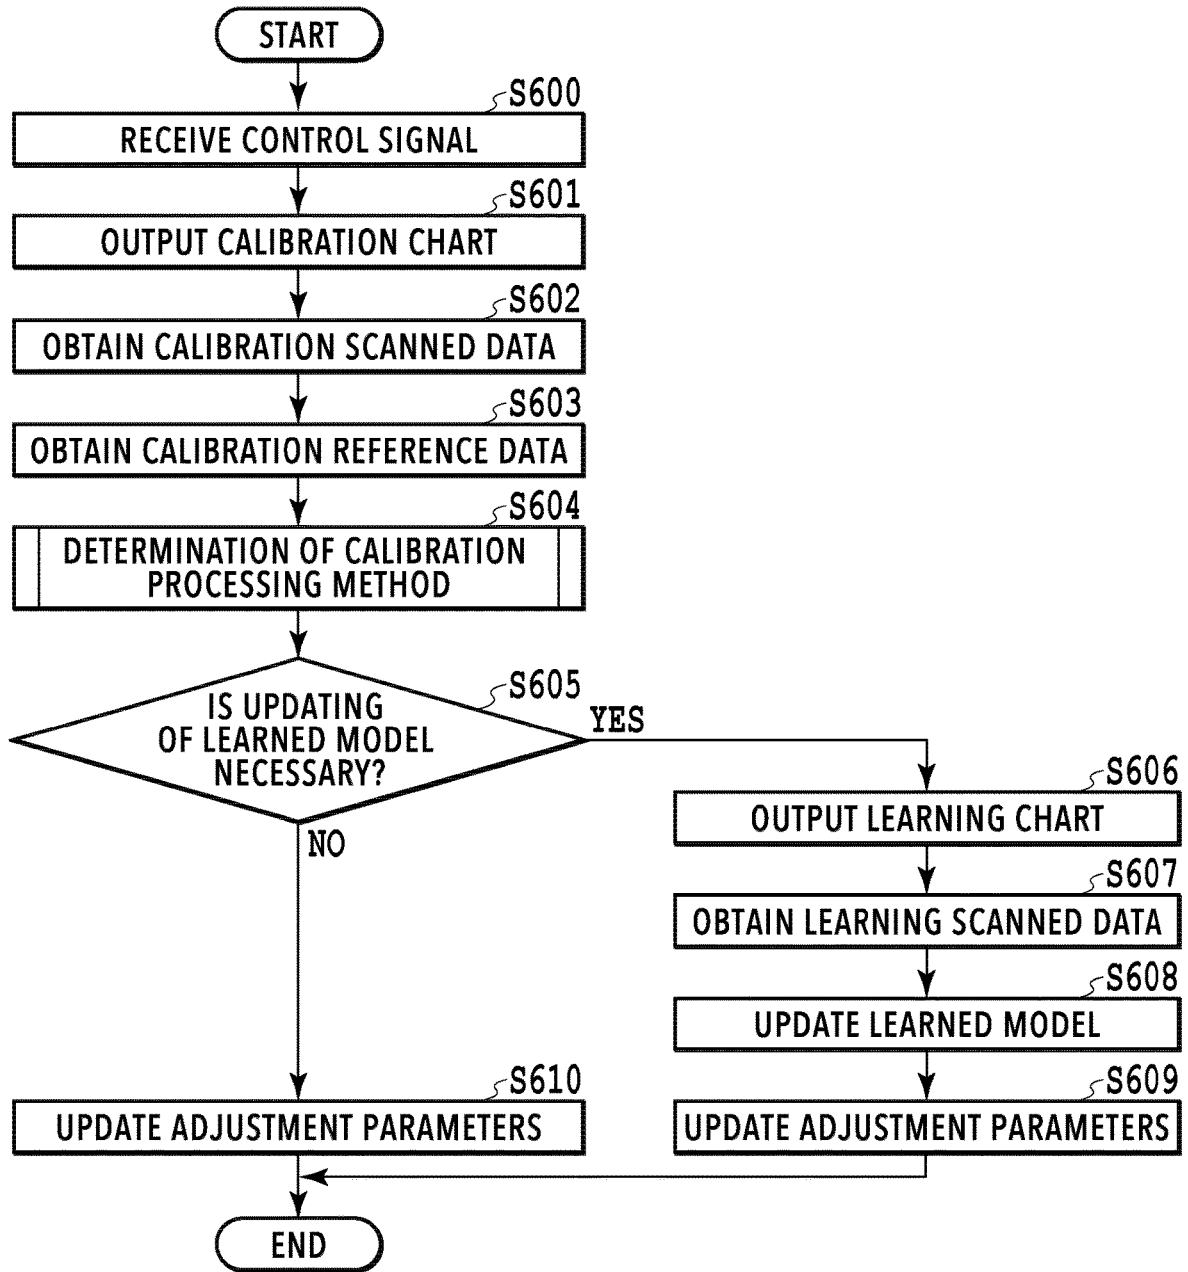 START
S600
RECEIVE CONTROL SIGNAL
S601
OUTPUT CALIBRATION CHART
S602
OBTAIN CALIBRATION SCANNED DATA
S603
OBTAIN CALIBRATION REFERENCE DATA
S604
DETERMINATION OF CALIBRATION
PROCESSING METHOD
S605
IS UPDATING
OF LEARNED MODEL
NECESSARY?
YES
NO
S606
OUTPUT LEARNING CHART
S607
OBTAIN LEARNING SCANNED DATA
S608
UPDATE LEARNED MODEL
S609
UPDATE ADJUSTMENT PARAMETERS
S610
UPDATE ADJUSTMENT PARAMETERS
END